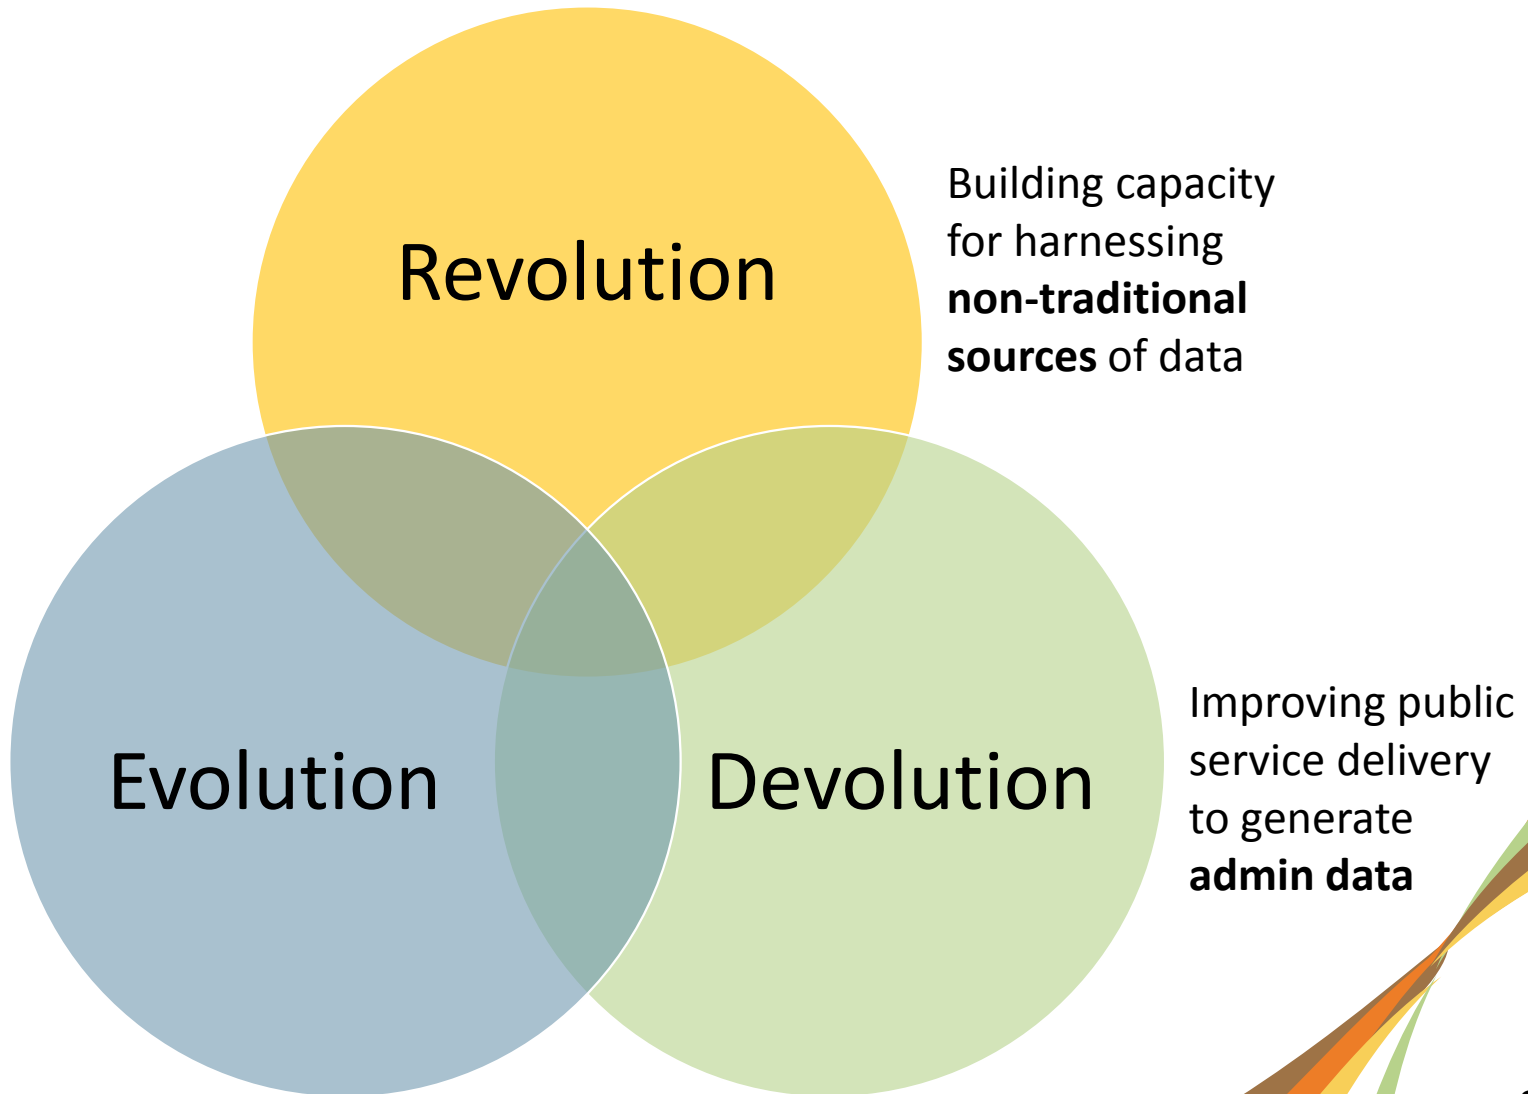 Revolution
Building capacity
for harnessing
non-traditional
sources of data
Evolution
Devolution
Improving public
service delivery
to generate
admin data